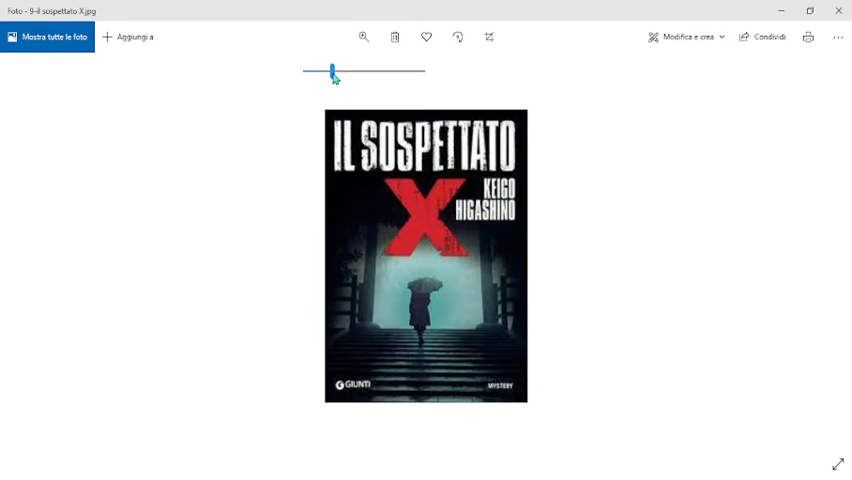 Foto - 9-il sospettato X.jpg
Mostra tutte le foto
Aggiungi a
Modifica e crea
Condividi
IL SOSPETTATO
X
KEIGO
HIGASHINO
GIUNTI
MYSTERY